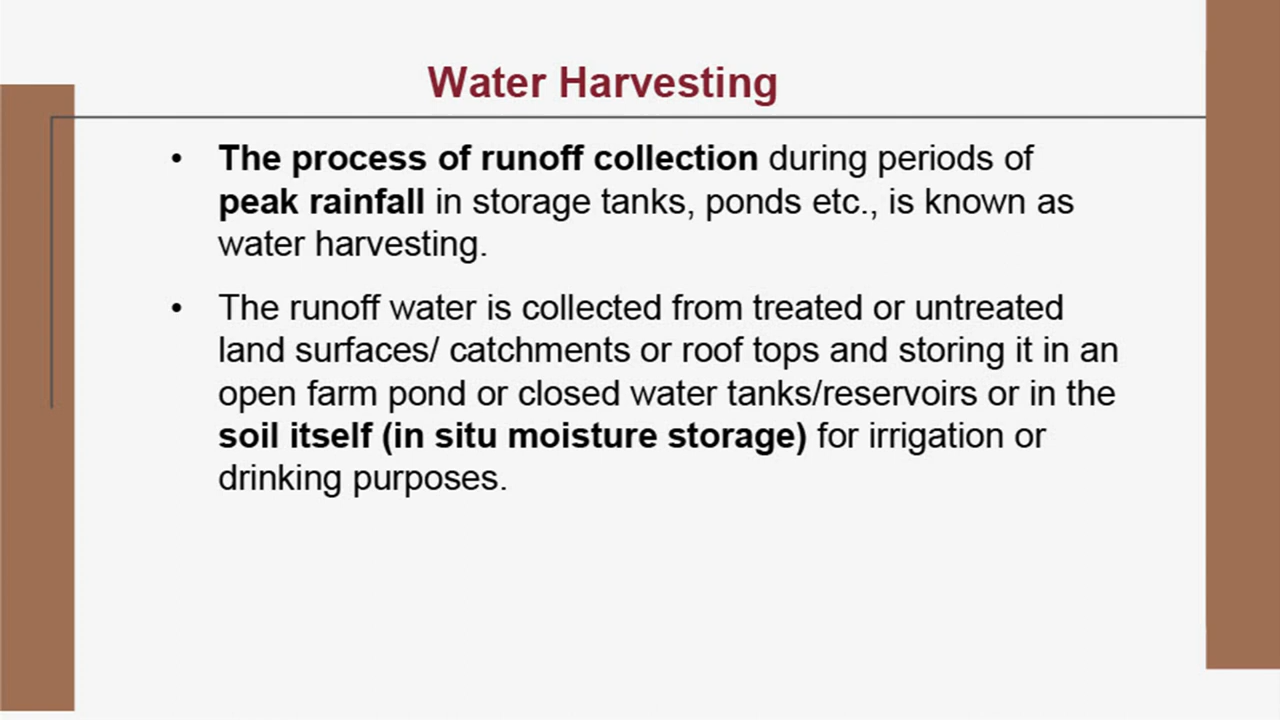 Water Harvesting
• The process of runoff collection during periods of
peak rainfall in storage tanks, ponds etc., is known as
water harvesting.
• The runoff water is collected from treated or untreated
land surfaces/ catchments or roof tops and storing it in an
open farm pond or closed water tanks/reservoirs or in the
soil itself (in situ moisture storage) for irrigation or
drinking purposes.